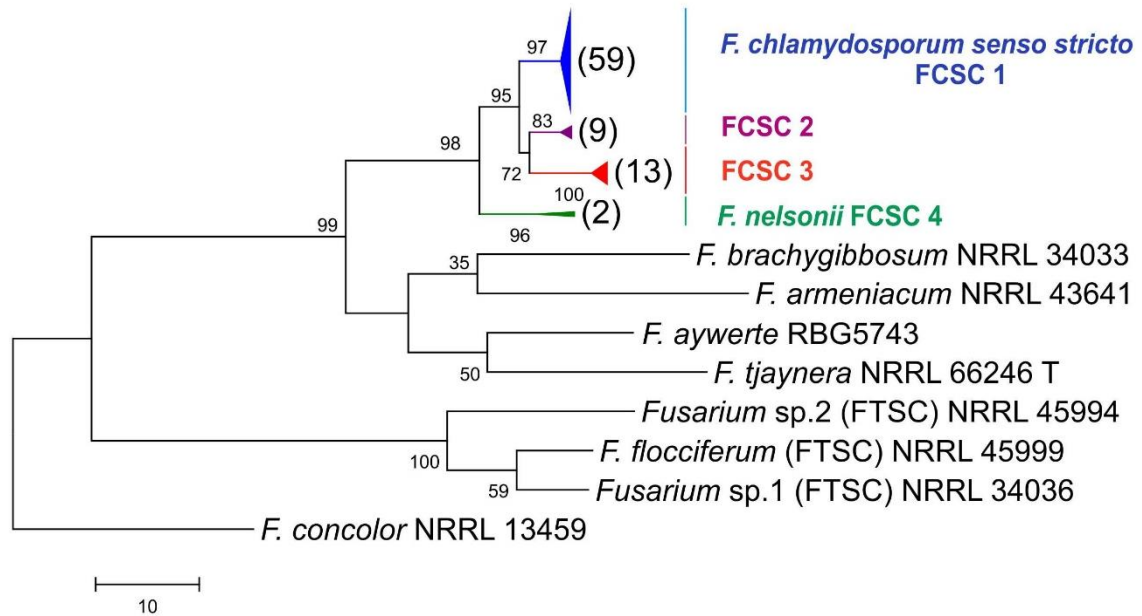 97
(59)
F. chlamydosporum senso stricto
FCSC 1
95
83
(9)
FCSC 2
98
72
(13)
FCSC 3
100
(2)
F. nelsonii FCSC 4
99
96
F. brachygibbosum NRRL 34033
35
F. armeniacum NRRL 43641
F. aywerte RBG5743
50
F. tjaynera NRRL 66246 T
Fusarium sp.2 (FTSC) NRRL 45994
100
F. flocciferum (FTSC) NRRL 45999
59
Fusarium sp.1 (FTSC) NRRL 34036
F. concolor NRRL 13459
10